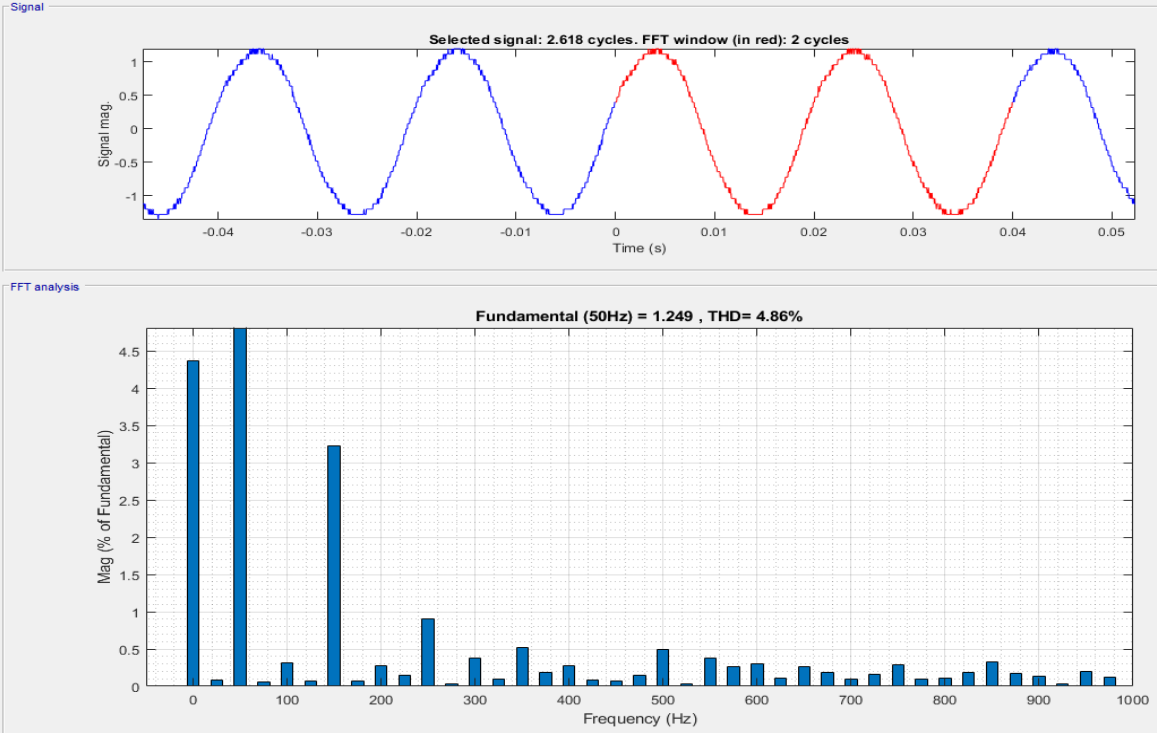 Signal
Selected signal: 2.618 cycles. FFT window (in red): 2 cycles
1
0.5
0
-0.5
-1
Signal mag.
-0.04 -0.03 -0.02 -0.01 0 0.01 0.02 0.03 0.04 0.05
Time (s)
FFT analysis
Fundamental (50Hz) = 1.249 , THD= 4.86%
4.5
4
3.5
3
2.5
2
1.5
1
0.5
0
Mag (% of Fundamental)
0 100 200 300 400 500 600 700 800 900 1000
Frequency (Hz)